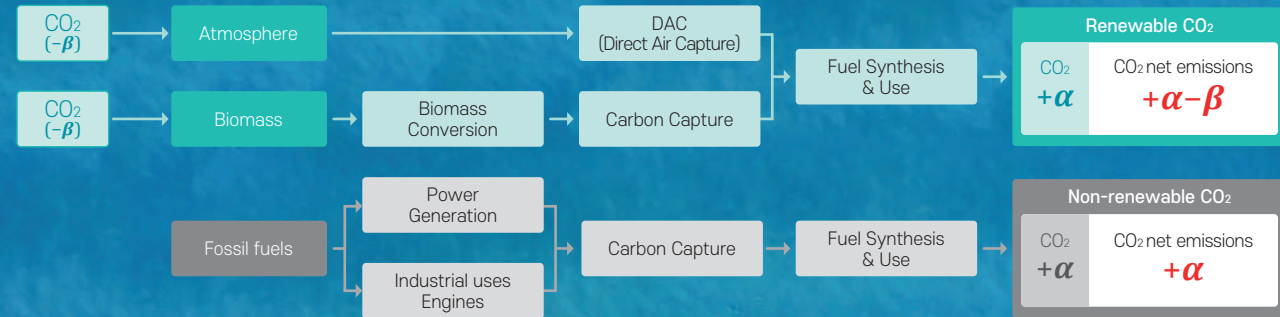 CO₂
(-β)
Atmosphere
DAC
(Direct Air Capture)
Fuel Synthesis
& Use
Renewable CO₂
CO₂
+α
CO₂ net emissions
+α-β
CO₂
(-β)
Biomass
Biomass
Conversion
Carbon Capture
Fossil fuels
Power
Generation
Industrial uses
Engines
Carbon Capture
Fuel Synthesis
& Use
Non-renewable CO₂
CO₂
+α
CO₂ net emissions
+α